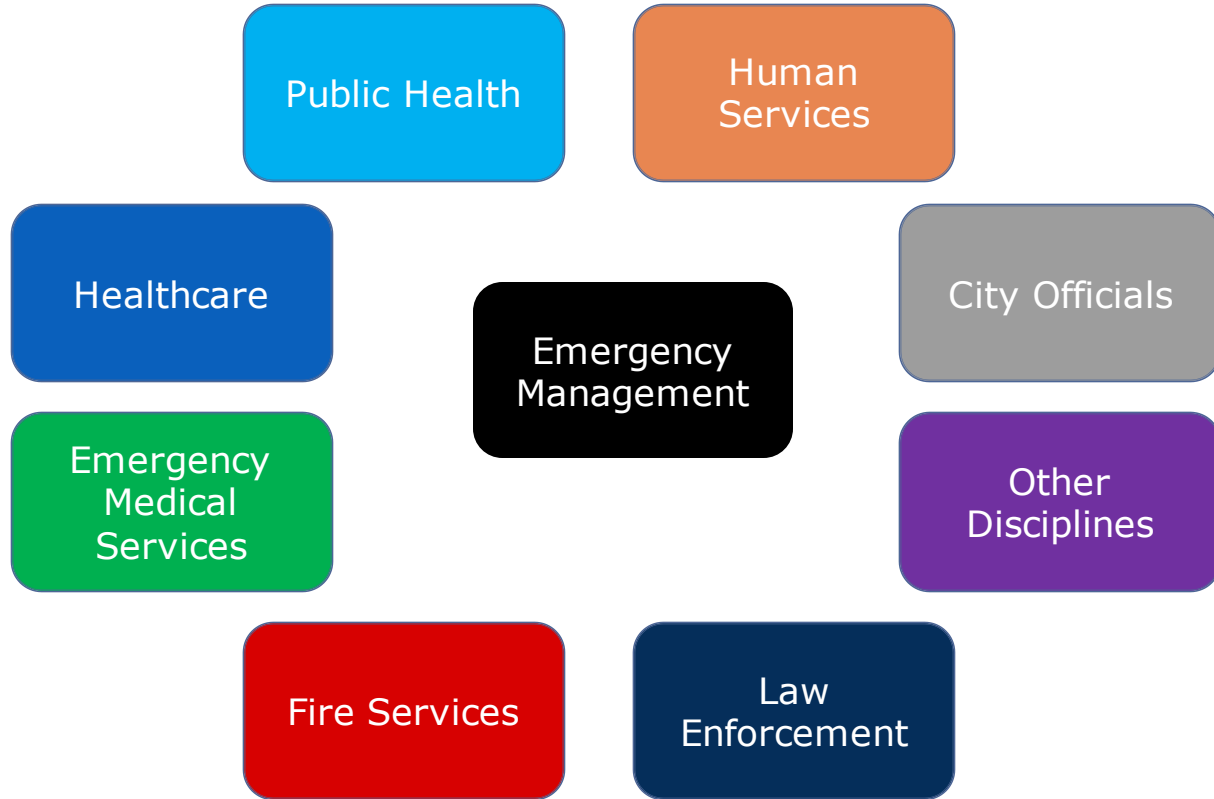 Public Health
Human
Services
Healthcare
City Officials
Emergency
Management
Emergency
Medical
Services
Other
Disciplines
Fire Services
Law
Enforcement